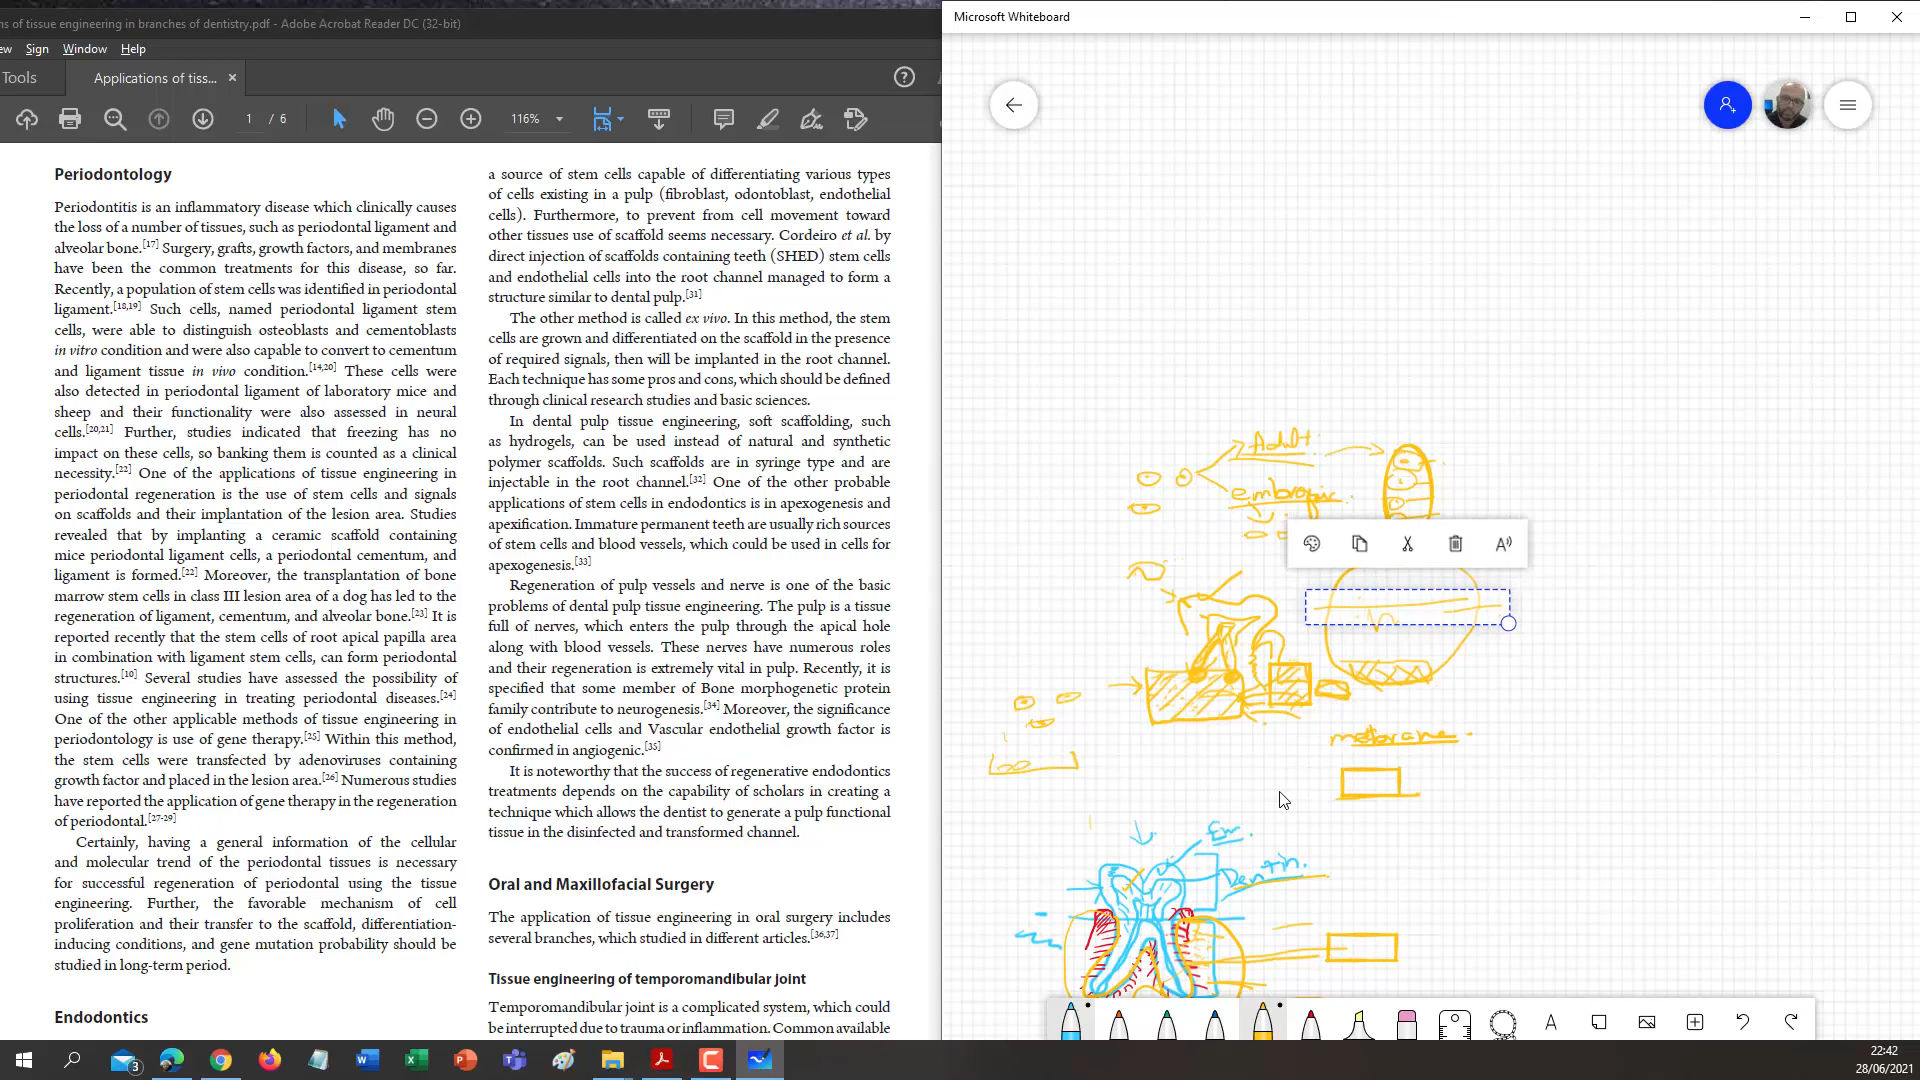 ns of tissue engineering in branches of dentistry.pdf - Adobe Acrobat Reader DC (32-bit)
ew Sign Window Help
Tools
Applications of tiss... ×
1 / 6
116%
Periodontology
Periodontitis is an inflammatory disease which clinically causes
the loss of a number of tissues, such as periodontal ligament and
alveolar bone.[17] Surgery, grafts, growth factors, and membranes
have been the common treatments for this disease, so far.
Recently, a population of stem cells was identified in periodontal
ligament.[18,19] Such cells, named periodontal ligament stem
cells, were able to distinguish osteoblasts and cementoblasts
in vitro condition and were also capable to convert to cementum
and ligament tissue in vivo condition.[14,20] These cells were
also detected in periodontal ligament of laboratory mice and
sheep and their functionality were also assessed in neural
cells.[20,21] Further, studies indicated that freezing has no
impact on these cells, so banking them is counted as a clinical
necessity.[22] One of the applications of tissue engineering in
periodontal regeneration is the use of stem cells and signals
on scaffolds and their implantation of the lesion area. Studies
revealed that by implanting a ceramic scaffold containing
mice periodontal ligament cells, a periodontal cementum, and
ligament is formed.[22] Moreover, the transplantation of bone
marrow stem cells in class III lesion area of a dog has led to the
regeneration of ligament, cementum, and alveolar bone.[23] It is
reported recently that the stem cells of root apical papilla area
in combination with ligament stem cells, can form periodontal
structures.[10] Several studies have assessed the possibility of
using tissue engineering in treating periodontal diseases.[24]
One of the other applicable methods of tissue engineering in
periodontology is use of gene therapy.[25] Within this method,
the stem cells were transfected by adenoviruses containing
growth factor and placed in the lesion area.[26] Numerous studies
have reported the application of gene therapy in the regeneration
of periodontal.[27-29]
Certainly, having a general information of the cellular
and molecular trend of the periodontal tissues is necessary
for successful regeneration of periodontal using the tissue
engineering. Further, the favorable mechanism of cell
proliferation and their transfer to the scaffold, differentiation-
inducing conditions, and gene mutation probability should be
studied in long-term period.
Endodontics
a source of stem cells capable of differentiating various types
of cells existing in a pulp (fibroblast, odontoblast, endothelial
cells). Furthermore, to prevent from cell movement toward
other tissues use of scaffold seems necessary. Cordeiro et al. by
direct injection of scaffolds containing teeth (SHED) stem cells
and endothelial cells into the root channel managed to form a
structure similar to dental pulp.[31]
The other method is called ex vivo. In this method, the stem
cells are grown and differentiated on the scaffold in the presence
of required signals, then will be implanted in the root channel.
Each technique has some pros and cons, which should be defined
through clinical research studies and basic sciences.
In dental pulp tissue engineering, soft scaffolding, such
as hydrogels, can be used instead of natural and synthetic
polymer scaffolds. Such scaffolds are in syringe type and are
injectable in the root channel.[32] One of the other probable
applications of stem cells in endodontics is in apexogenesis and
apexification. Immature permanent teeth are usually rich sources
of stem cells and blood vessels, which could be used in cells for
apexogenesis.[33]
Regeneration of pulp vessels and nerve is one of the basic
problems of dental pulp tissue engineering. The pulp is a tissue
full of nerves, which enters the pulp through the apical hole
along with blood vessels. These nerves have numerous roles
and their regeneration is extremely vital in pulp. Recently, it is
specified that some member of Bone morphogenetic protein
family contribute to neurogenesis.[34] Moreover, the significance
of endothelial cells and Vascular endothelial growth factor is
confirmed in angiogenic.[35]
It is noteworthy that the success of regenerative endodontics
treatments depends on the capability of scholars in creating a
technique which allows the dentist to generate a pulp functional
tissue in the disinfected and transformed channel.
Oral and Maxillofacial Surgery
The application of tissue engineering in oral surgery includes
several branches, which studied in different articles.[36,37]
Tissue engineering of temporomandibular joint
Temporomandibular joint is a complicated system, which could
be interrupted due to trauma or inflammation. Common available
Microsoft Whiteboard
Adult.
Em.
Dentin.
22:42
28/06/2021